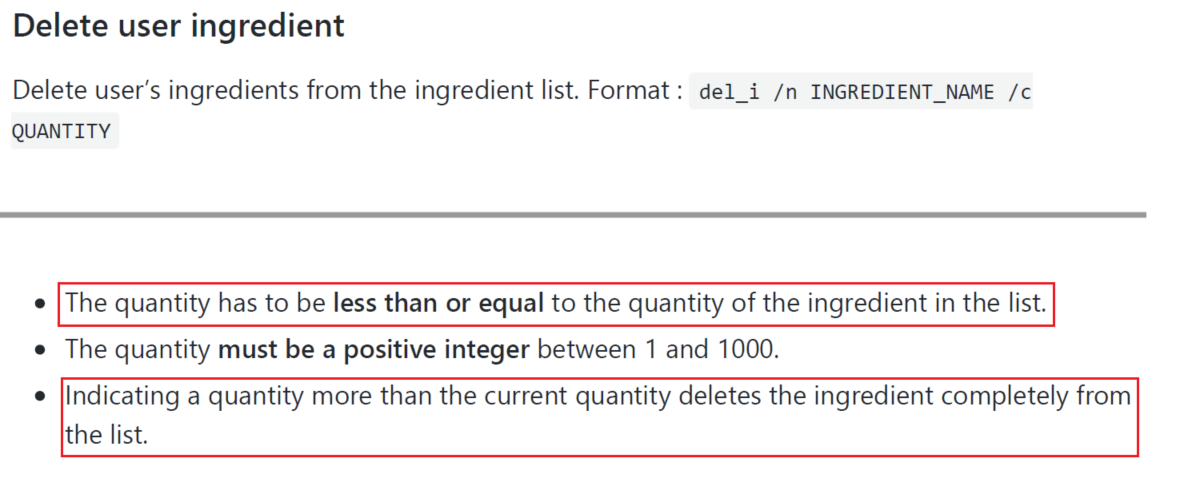 Delete user ingredient
Delete user’s ingredients from the ingredient list. Format : del_i /n INGREDIENT_NAME /c
QUANTITY
The quantity has to be less than or equal to the quantity of the ingredient in the list.
The quantity must be a positive integer between 1 and 1000.
Indicating a quantity more than the current quantity deletes the ingredient completely from
the list.